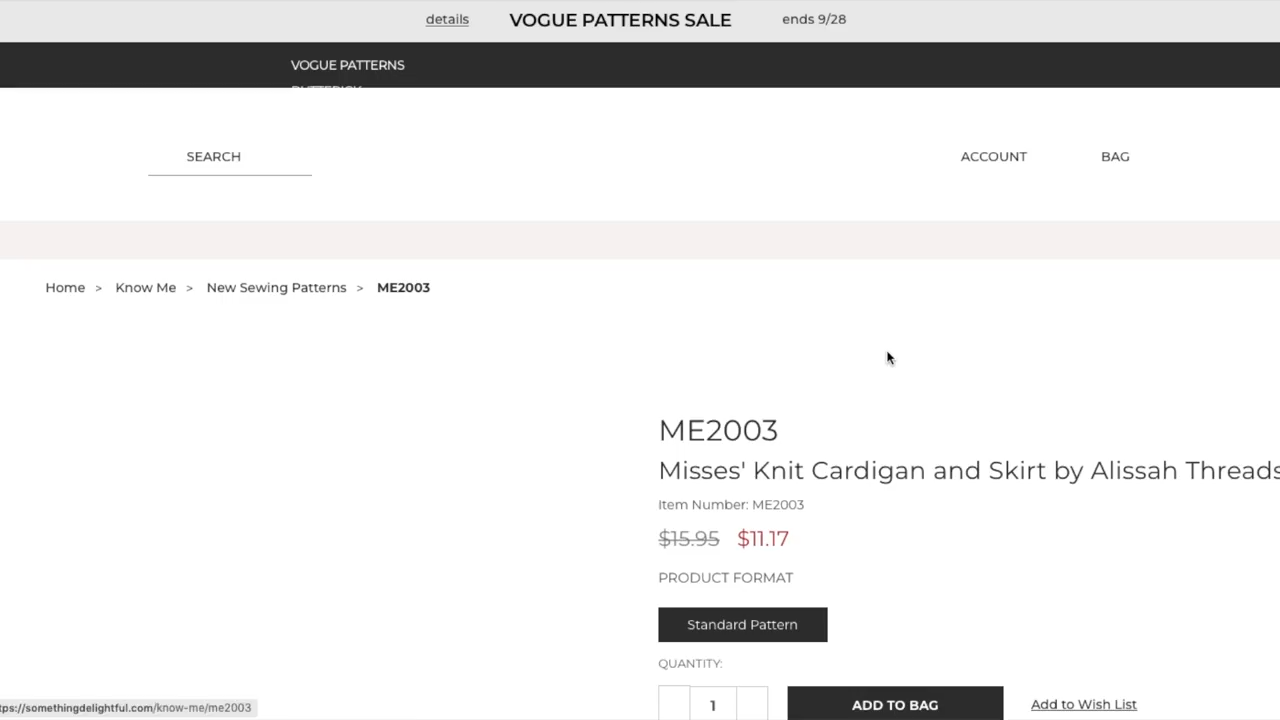 details VOGUE PATTERNS SALE ends 9/28
VOGUE PATTERNS
SEARCH ACCOUNT BAG
Home > Know Me > New Sewing Patterns > ME2003
ME2003
Misses' Knit Cardigan and Skirt by Alissah Threads
Item Number: ME2003
$15.95 $11.17
PRODUCT FORMAT
Standard Pattern
QUANTITY:
1 ADD TO BAG Add to Wish List
tps://somethingdelightful.com/know-me/me2003